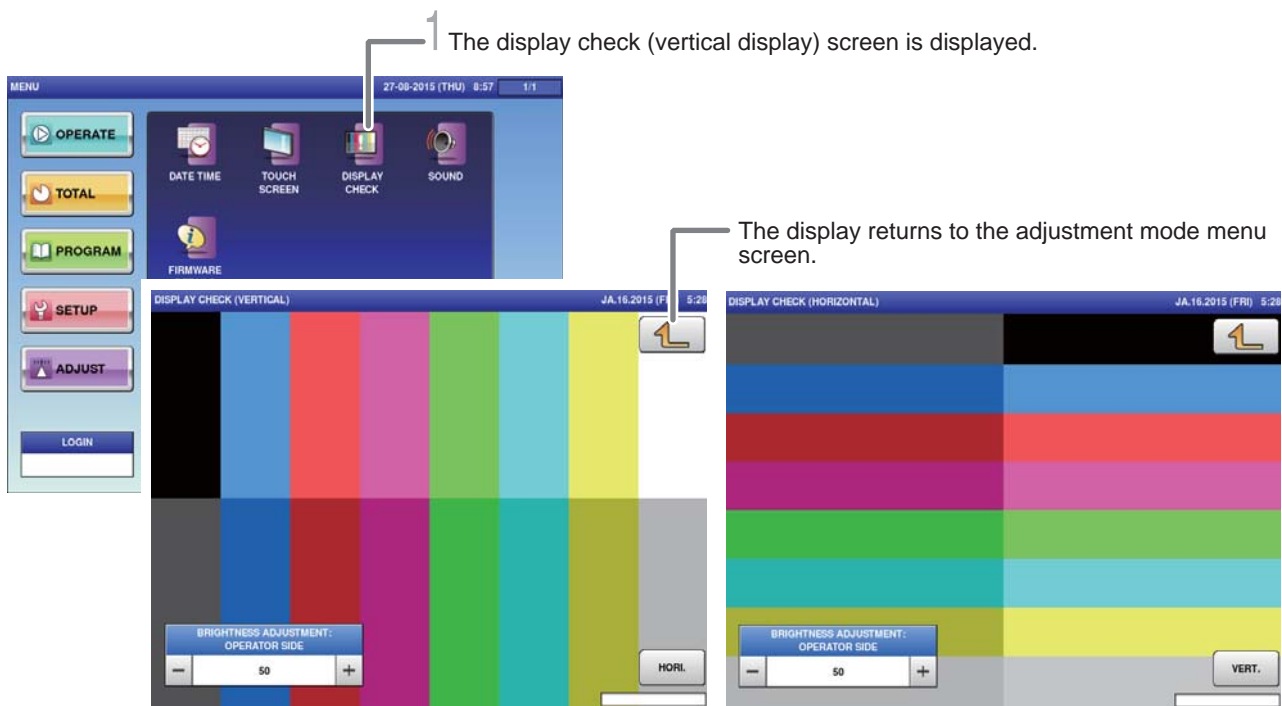 1 The display check (vertical display) screen is displayed.
MENU 27-08-2015 (THU) 8:57 1/1
OPERATE
TOTAL
PROGRAM
SETUP
ADJUST
LOGIN
DATE TIME
TOUCH
SCREEN
DISPLAY
CHECK
SOUND
FIRMWARE
The display returns to the adjustment mode menu
screen.
DISPLAY CHECK (VERTICAL) JA.16.2015 5:28
BRIGHTNESS ADJUSTMENT:
OPERATOR SIDE
− 50 +
HORI.
DISPLAY CHECK (HORIZONTAL) JA.16.2015 (FRI) 5:28
BRIGHTNESS ADJUSTMENT:
OPERATOR SIDE
− 50 +
VERT.